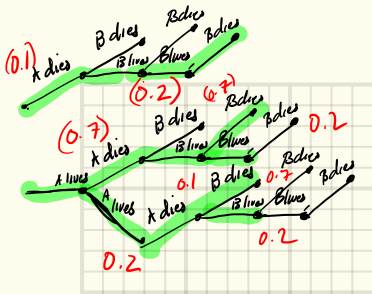 B dies
B dies
B dies
(0.1) A dies
B lives
B lives
(0.2)
(0.7)
(0.7)
B dies
B dies
B dies
A dies
B lives
B lives
0.2
A lives
A lives
0.1
B dies
0.7
B dies
B dies
A dies
B lives
B lives
0.2
0.2